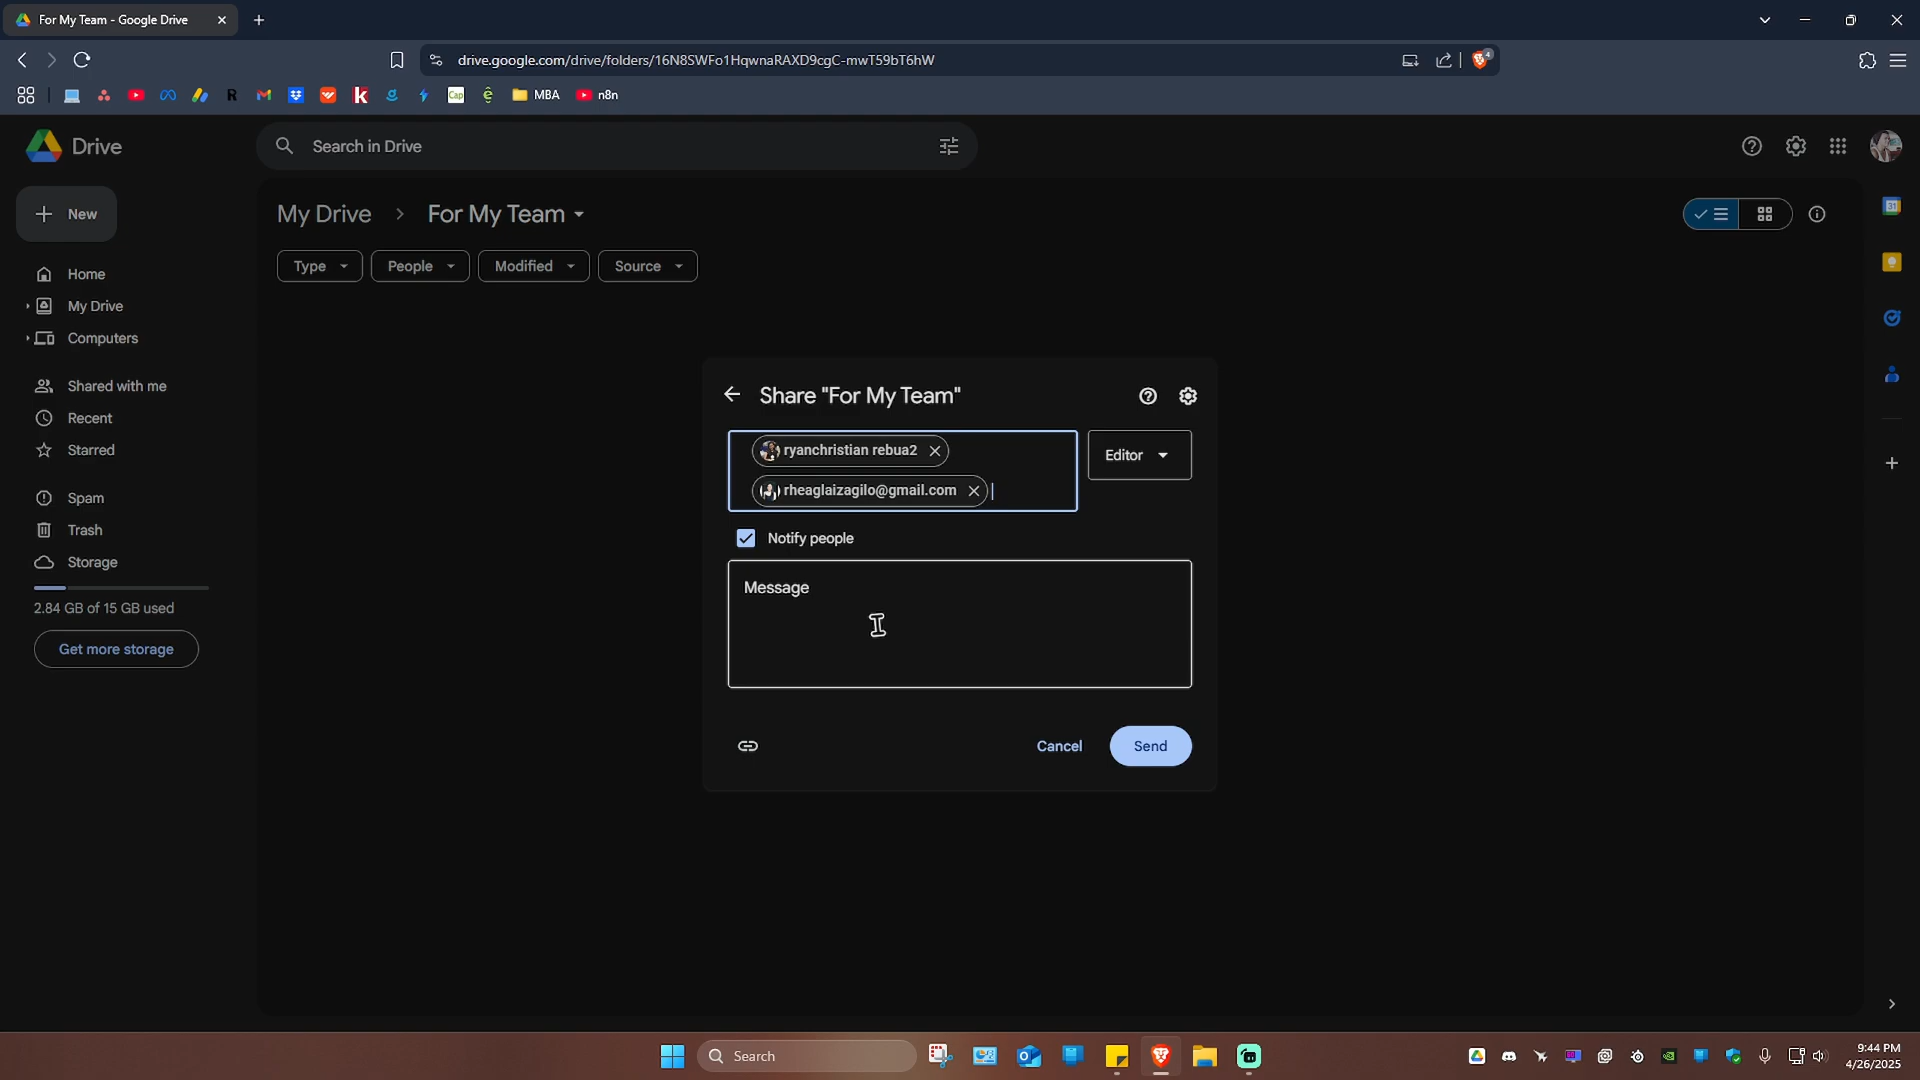 For My Team - Google Drive
drive.google.com/drive/folders/16N8SWFo1HqwnaRAXD9cgC-mwT59bT6hW
4
R
K
Cap
MBA
n8n
Drive
Search in Drive
New
My Drive
For My Team
31
Type
People
Modified
Source
Home
My Drive
Computers
Shared with me
Recent
Starred
Spam
Trash
Storage
2.84 GB of 15 GB used
Get more storage
Share "For My Team"
ryanchristian rebua2
rheaglaizagilo@gmail.com
Editor
Notify people
Message
Cancel
Send
Search
9:44 PM
4/26/2025